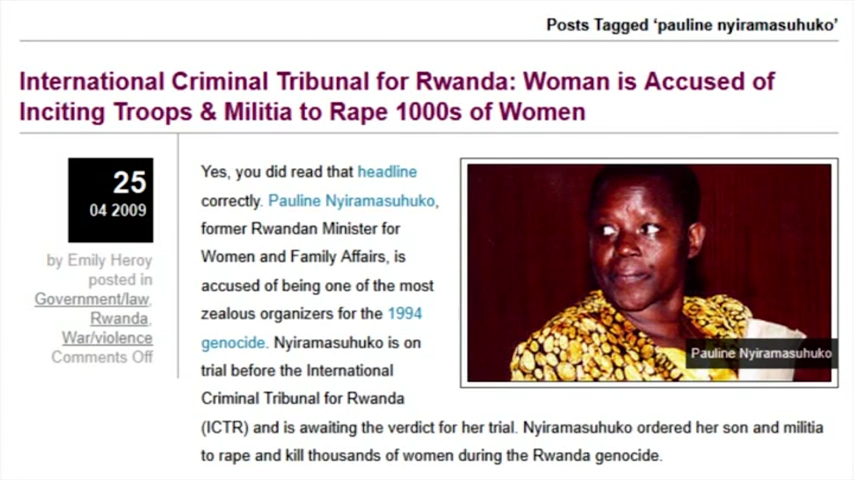 Posts Tagged ‘pauline nyiramasuhuko’
International Criminal Tribunal for Rwanda: Woman is Accused of
Inciting Troops & Militia to Rape 1000s of Women
25
04 2009
by Emily Heroy
posted in
Government/law,
Rwanda,
War/violence
Comments Off
Yes, you did read that headline
correctly. Pauline Nyiramasuhuko,
former Rwandan Minister for
Women and Family Affairs, is
accused of being one of the most
zealous organizers for the 1994
genocide. Nyiramasuhuko is on
trial before the International
Criminal Tribunal for Rwanda
(ICTR) and is awaiting the verdict for her trial. Nyiramasuhuko ordered her son and militia
to rape and kill thousands of women during the Rwanda genocide.
Pauline Nyiramasuhuko